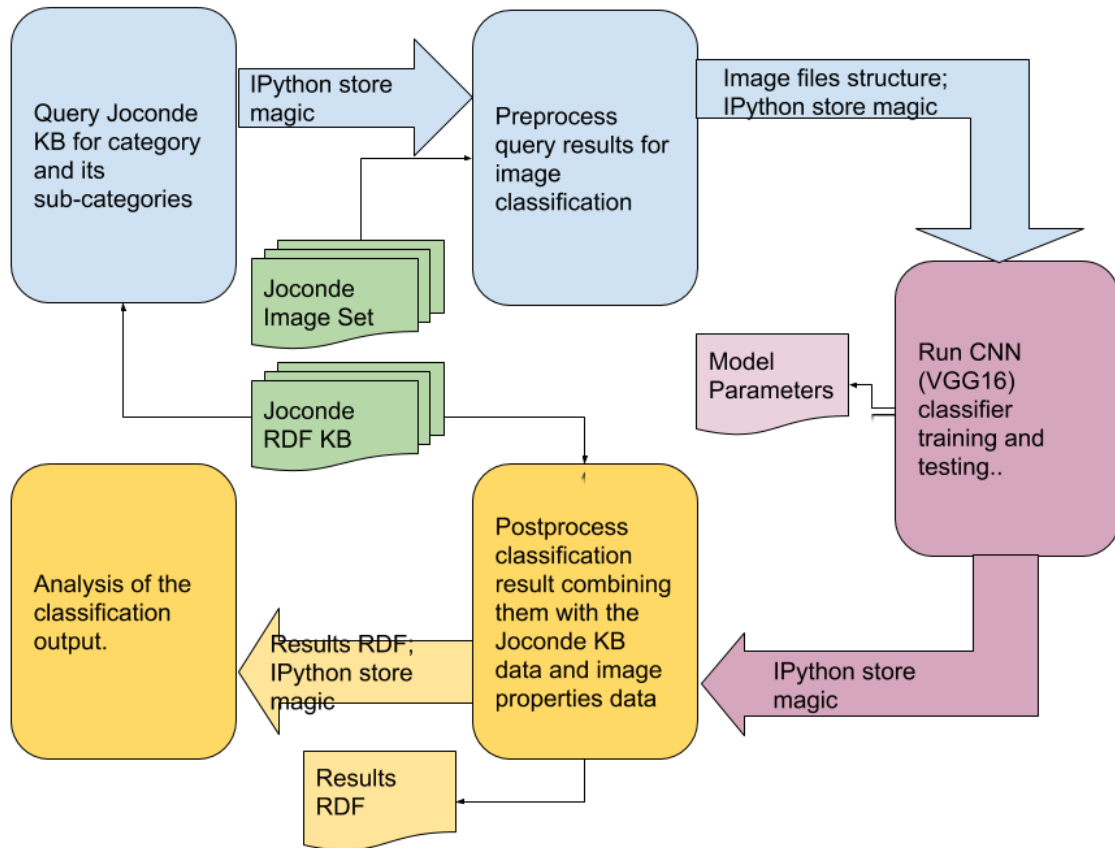 Query Joconde
KB for category
and its
sub-categories
IPython store
magic
Preprocess
query results for
image
classification
Image files structure;
IPython store magic
Joconde
Image Set
Joconde
RDF KB
Model
Parameters
Run CNN
(VGG16)
classifier
training and
testing..
IPython store
magic
Postprocess
classification
result combining
them with the
Joconde KB
data and image
properties data
Results RDF;
IPython store
magic
Analysis of the
classification
output.
Results
RDF